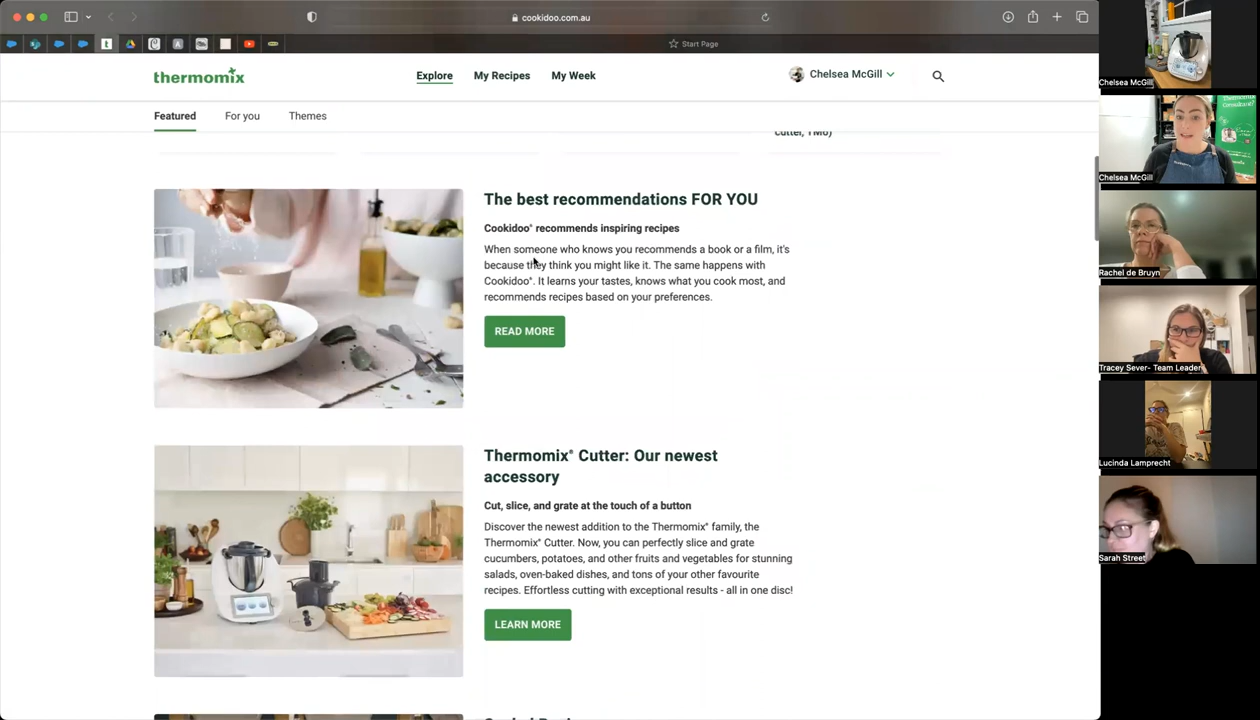 cookidoo.com.au
Start Page
thermomix
Explore
My Recipes
My Week
Chelsea McGill
Featured
For you
Themes
cutter, TM6)
The best recommendations FOR YOU
Cookidoo® recommends inspiring recipes
When someone who knows you recommends a book or a film, it's
because they think you might like it. The same happens with
Cookidoo®. It learns your tastes, knows what you cook most, and
recommends recipes based on your preferences.
READ MORE
Thermomix® Cutter: Our newest
accessory
Cut, slice, and grate at the touch of a button
Discover the newest addition to the Thermomix® family, the
Thermomix® Cutter. Now, you can perfectly slice and grate
cucumbers, potatoes, and other fruits and vegetables for stunning
salads, oven-baked dishes, and tons of your other favourite
recipes. Effortless cutting with exceptional results - all in one disc!
LEARN MORE
Chelsea McGill
Chelsea McGill
Rachel de Bruyn
Tracey Sever- Team Leader
Lucinda Lamprecht
Sarah Street